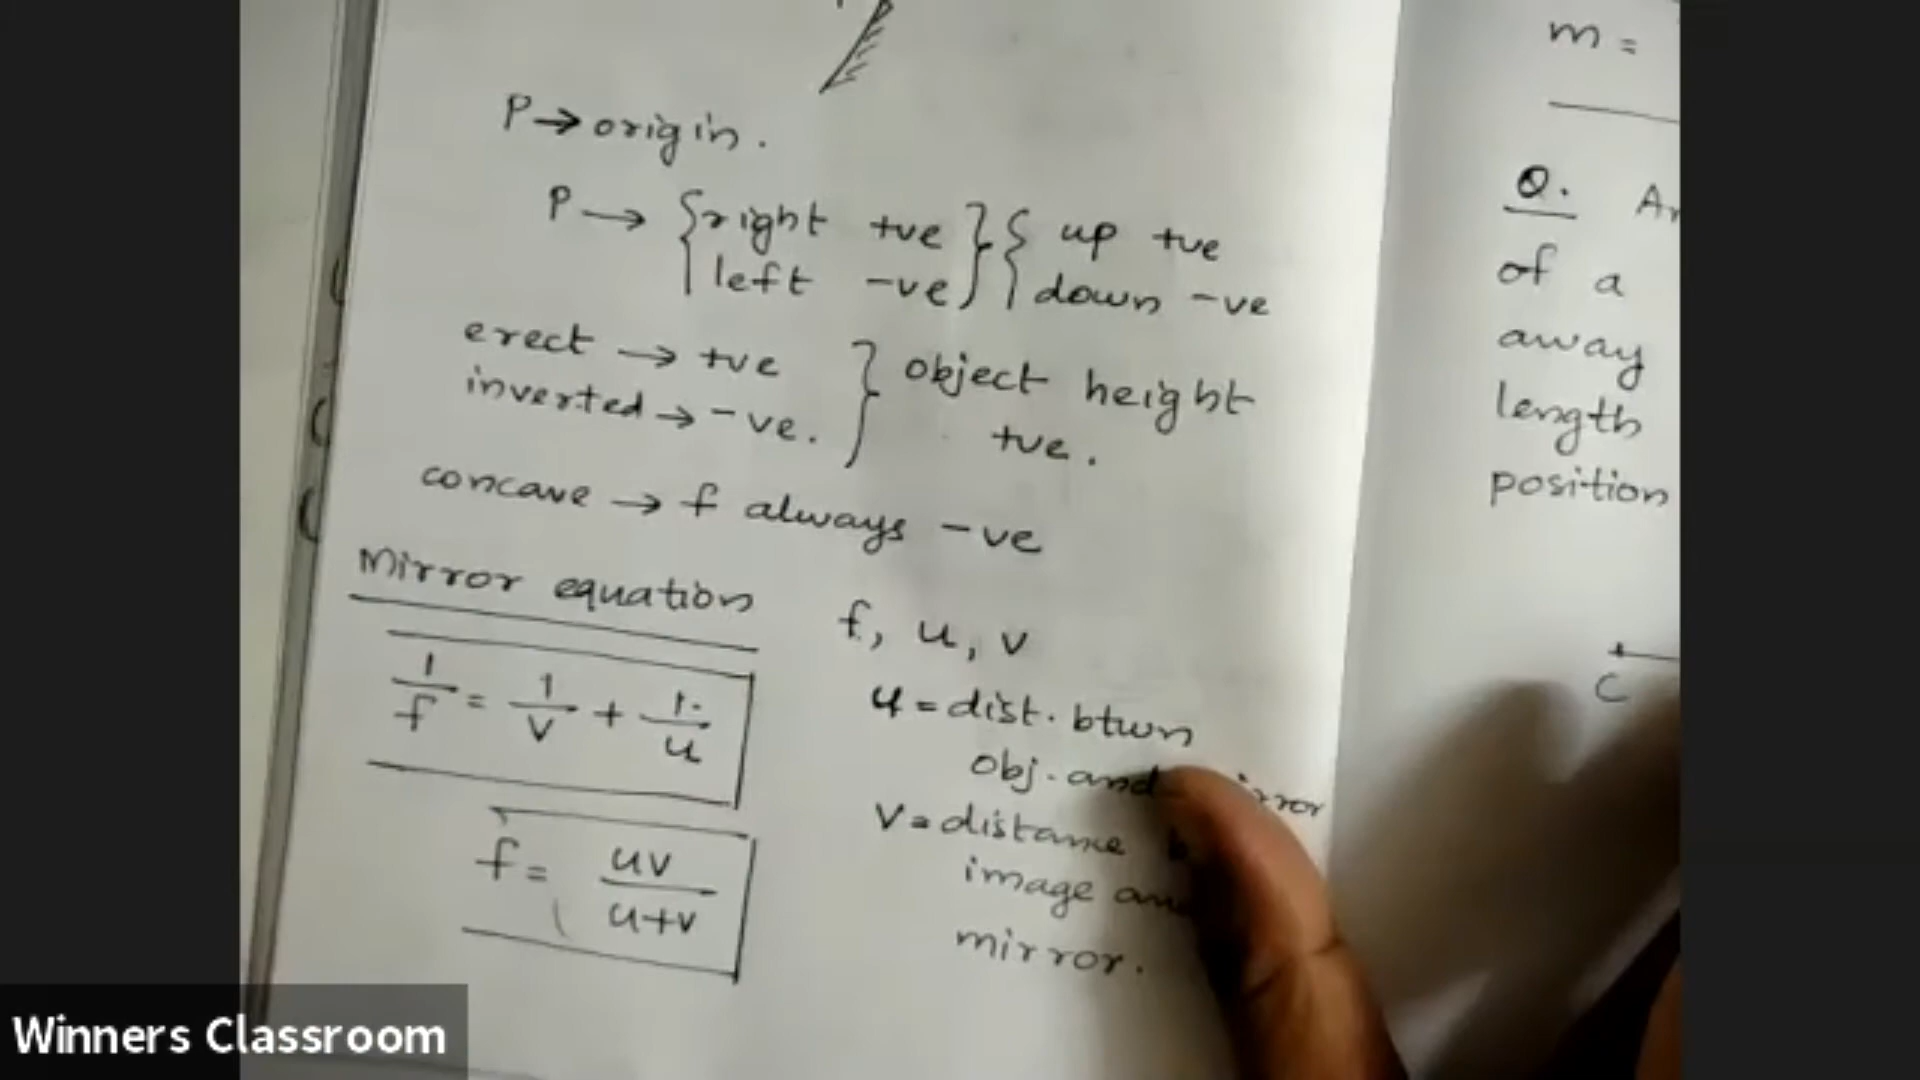 P → origin.
P → { right +ve } { up +ve
left -ve } down -ve
erect → +ve } object height
inverted → -ve. } +ve.
concave → f always -ve
Mirror equation
f, u, v
1/f = 1/v + 1/u
u = dist. btwn
obj. and
f = uv/u+v
v = distance
image
mirror.
m =
Q.
of a
away
length
position
C
Winners Classroom